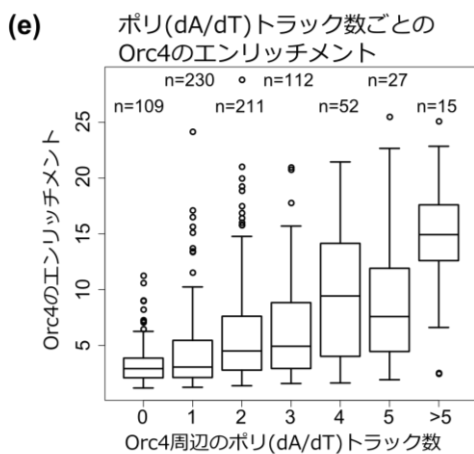 (e)
ポリ(dA/dT)トラック数ごとの
Orc4のエンリッチメント
n=230 n=112 n=27
n=109 n=211 n=52 n=15
Orc4のエンリッチメント
25
20
15
10
5
0 1 2 3 4 5 >5
Orc4周辺のポリ(dA/dT)トラック数